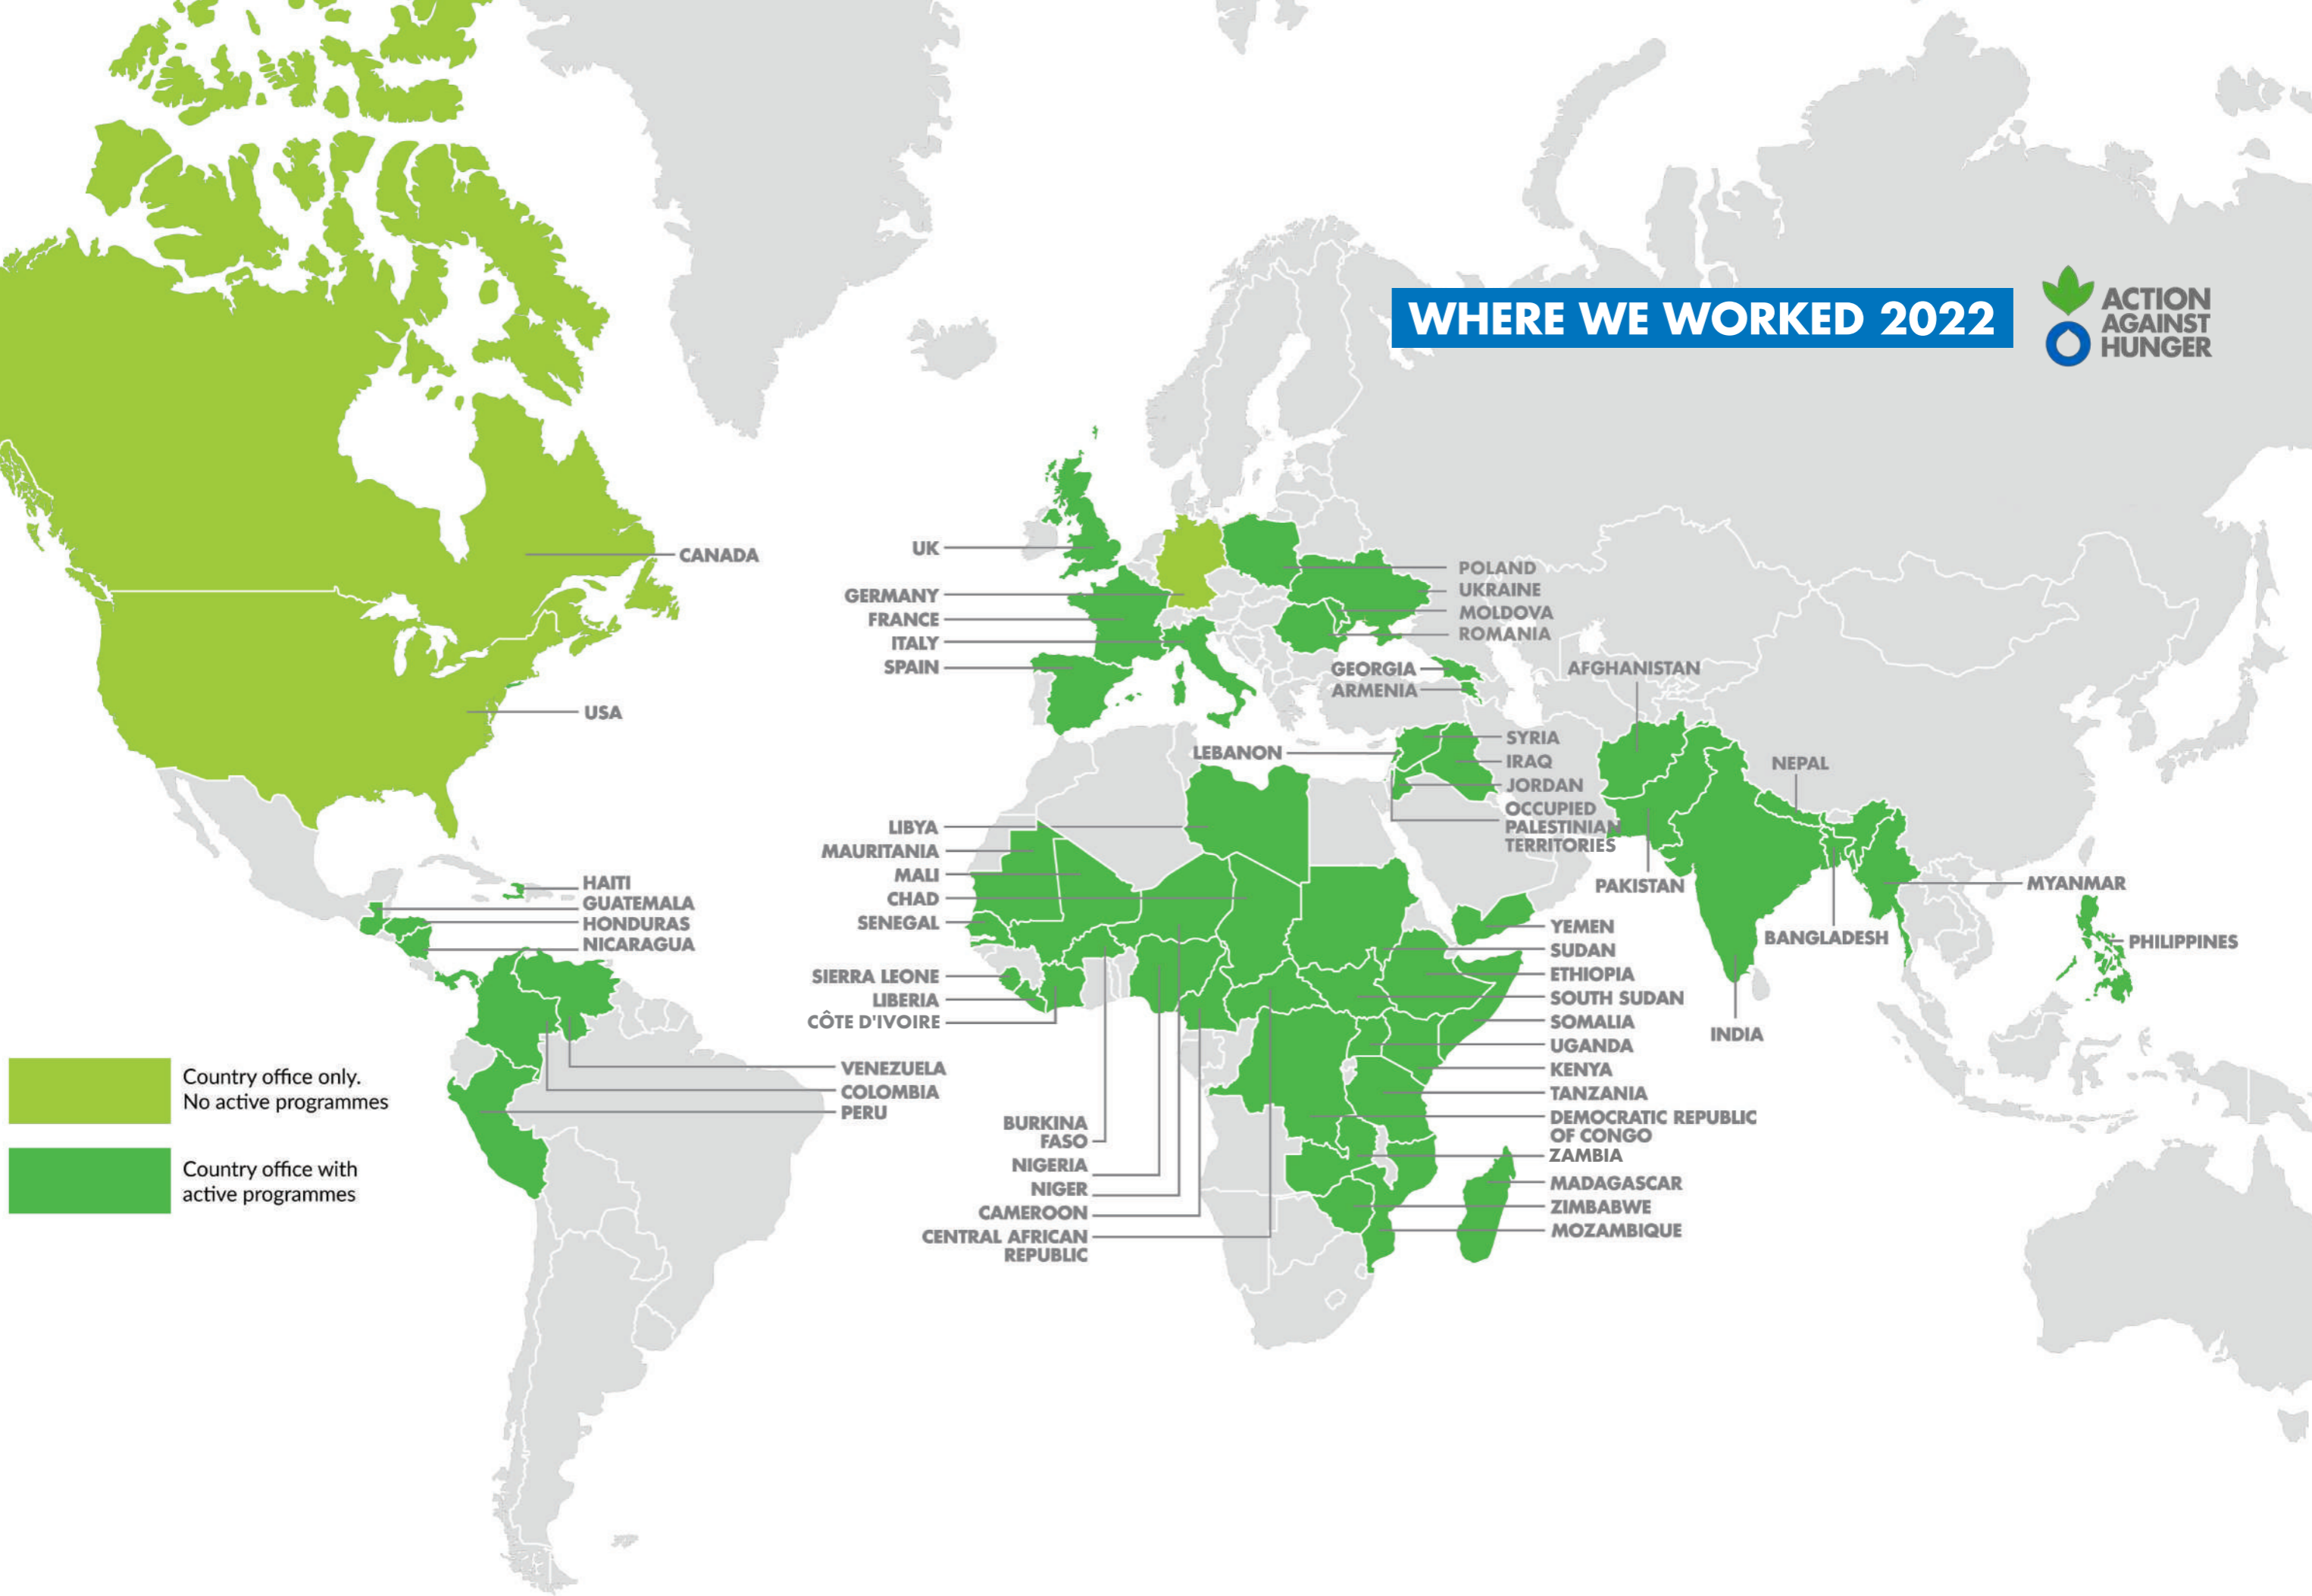 WHERE WE WORKED 2022
ACTION
AGAINST
HUNGER
CANADA
USA
UK
GERMANY
FRANCE
ITALY
SPAIN
POLAND
UKRAINE
MOLDOVA
ROMANIA
GEORGIA
ARMENIA
AFGHANISTAN
LEBANON
SYRIA
IRAQ
JORDAN
OCCUPIED
PALESTINIAN
TERRITORIES
NEPAL
PAKISTAN
MYANMAR
BANGLADESH
PHILIPPINES
INDIA
LIBYA
MAURITANIA
MALI
CHAD
SENEGAL
SIERRA LEONE
LIBERIA
CÔTE D'IVOIRE
HAITI
GUATEMALA
HONDURAS
NICARAGUA
VENEZUELA
COLOMBIA
PERU
YEMEN
SUDAN
ETHIOPIA
SOUTH SUDAN
SOMALIA
UGANDA
KENYA
TANZANIA
DEMOCRATIC REPUBLIC
OF CONGO
ZAMBIA
MADAGASCAR
ZIMBABWE
MOZAMBIQUE
BURKINA
FASO
NIGERIA
NIGER
CAMEROON
CENTRAL AFRICAN
REPUBLIC
Country office only.
No active programmes
Country office with
active programmes